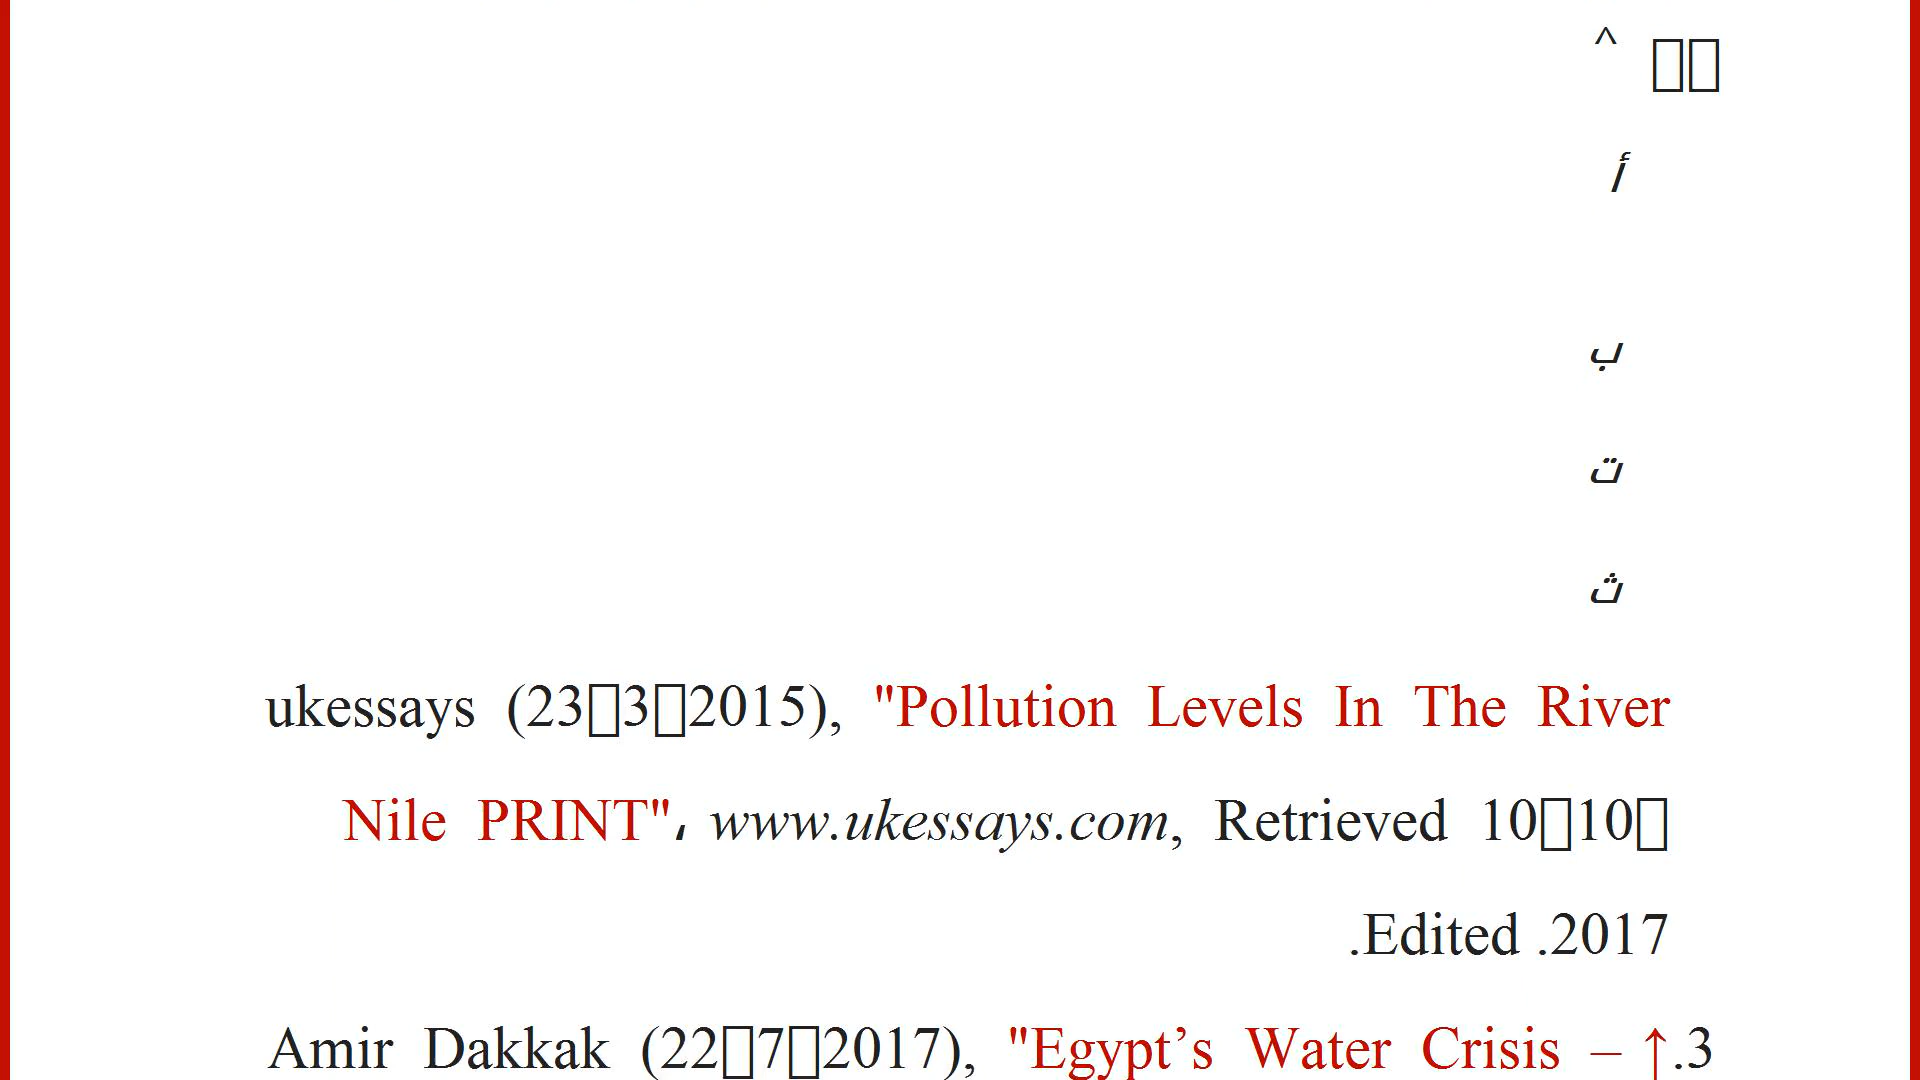 ▯▯ ^
أ
ب
ت
ث
ukessays (23▯3▯2015), "Pollution Levels In The River
Nile PRINT"، www.ukessays.com, Retrieved 10▯10▯
.Edited .2017
Amir Dakkak (22▯7▯2017), "Egypt’s Water Crisis – ↑.3